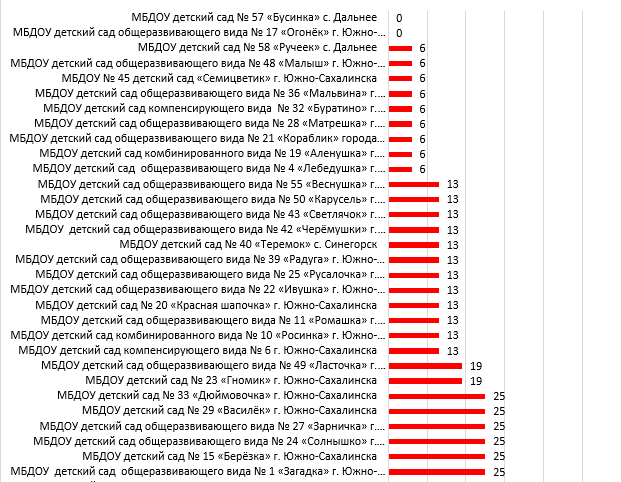 МБДОУ детский сад № 57 «Бусинка» с. Дальнее 0
МБДОУ детский сад общеразвивающего вида № 17 «Огонёк» г. Южно-... 0
МБДОУ детский сад № 58 «Ручеек» с. Дальнее 6
МБДОУ детский сад общеразвивающего вида № 48 «Малыш» г. Южно-... 6
МБДОУ № 45 детский сад «Семицветик» г. Южно-Сахалинска 6
МБДОУ детский сад общеразвивающего вида № 36 «Мальвина» г.... 6
МБДОУ детский сад компенсирующего вида № 32 «Буратино» г.... 6
МБДОУ детский сад общеразвивающего вида № 28 «Матрешка» г.... 6
МБДОУ детский сад общеразвивающего вида № 21 «Кораблик» города... 6
МБДОУ детский сад комбинированного вида № 19 «Аленушка» г.... 6
МБДОУ детский сад общеразвивающего вида № 4 «Лебедушка» г.... 6
МБДОУ детский сад общеразвивающего вида № 55 «Веснушка» г.... 13
МБДОУ детский сад общеразвивающего вида № 50 «Карусель» г.... 13
МБДОУ детский сад общеразвивающего вида № 43 «Светлячок» г.... 13
МБДОУ детский сад общеразвивающего вида № 42 «Черёмушки» г.... 13
МБДОУ детский сад № 40 «Теремок» с. Синегорск 13
МБДОУ детский сад общеразвивающего вида № 39 «Радуга» г. Южно-... 13
МБДОУ детский сад общеразвивающего вида № 25 «Русалочка» г.... 13
МБДОУ детский сад общеразвивающего вида № 22 «Ивушка» г. Южно-... 13
МБДОУ детский сад № 20 «Красная шапочка» г. Южно-Сахалинска 13
МБДОУ детский сад общеразвивающего вида № 11 «Ромашка» г.... 13
МБДОУ детский сад комбинированного вида № 10 «Росинка» г. Южно-... 13
МБДОУ детский сад компенсирующего вида № 6 г. Южно-Сахалинска 13
МБДОУ детский сад общеразвивающего вида № 49 «Ласточка» г.... 19
МБДОУ детский сад № 23 «Гномик» г. Южно-Сахалинска 19
МБДОУ детский сад № 33 «Дюймовочка» г. Южно-Сахалинска 25
МБДОУ детский сад № 29 «Василёк» г. Южно-Сахалинска 25
МБДОУ детский сад общеразвивающего вида № 27 «Зарничка» г.... 25
МБДОУ детский сад общеразвивающего вида № 24 «Солнышко» г.... 25
МБДОУ детский сад № 15 «Берёзка» г. Южно-Сахалинска 25
МБДОУ детский сад общеразвивающего вида № 1 «Загадка» г. Южно-... 25